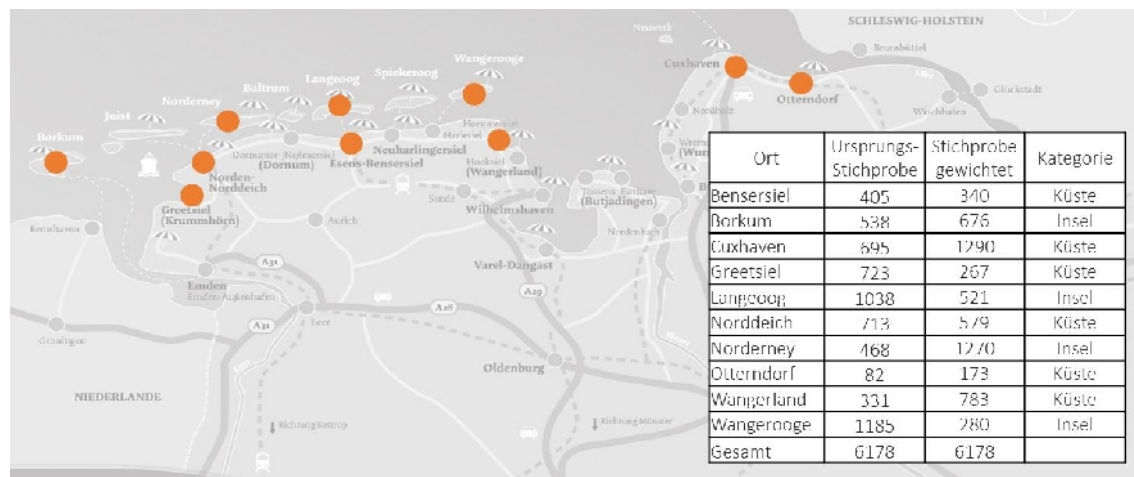 SCHLESWIG-HOLSTEIN
Neuwerk
Brunsbüttel
Cuxhaven
Wangerooge
Spiekeroog
Langeoog
Baltrum
Norderney
Juist
Borkum
Glückstadt
Otterndorf
Wischhafen
Nordholz
Horumersiel
Harlesiel
Neuharlingersiel
Dornumer-
(Dornum)
Esens-Bensersiel
Hooksiel
(Wangerland)
Norden-
Norddeich
Greetsiel
(Krummhörn)
Tossens
(Butjadingen)
Sande
Wilhelmshaven
Aurich
Nordenham
Eemshaven
Varel-Dangast
A31
Emden
Emden-Außenhafen
A29
A28
A31
Leer
Groningen
Oldenburg
NIEDERLANDE
Richtung Bottrop
Richtung Münster
Ort Ursprungs-Stichprobe Stichprobe gewichtet Kategorie
Bensersiel 405 340 Küste
Borkum 538 676 Insel
Cuxhaven 695 1290 Küste
Greetsiel 723 267 Küste
Langeoog 1038 521 Insel
Norddeich 713 579 Küste
Norderney 468 1270 Insel
Otterndorf 82 173 Küste
Wangerland 331 783 Küste
Wangerooge 1185 280 Insel
Gesamt 6178 6178